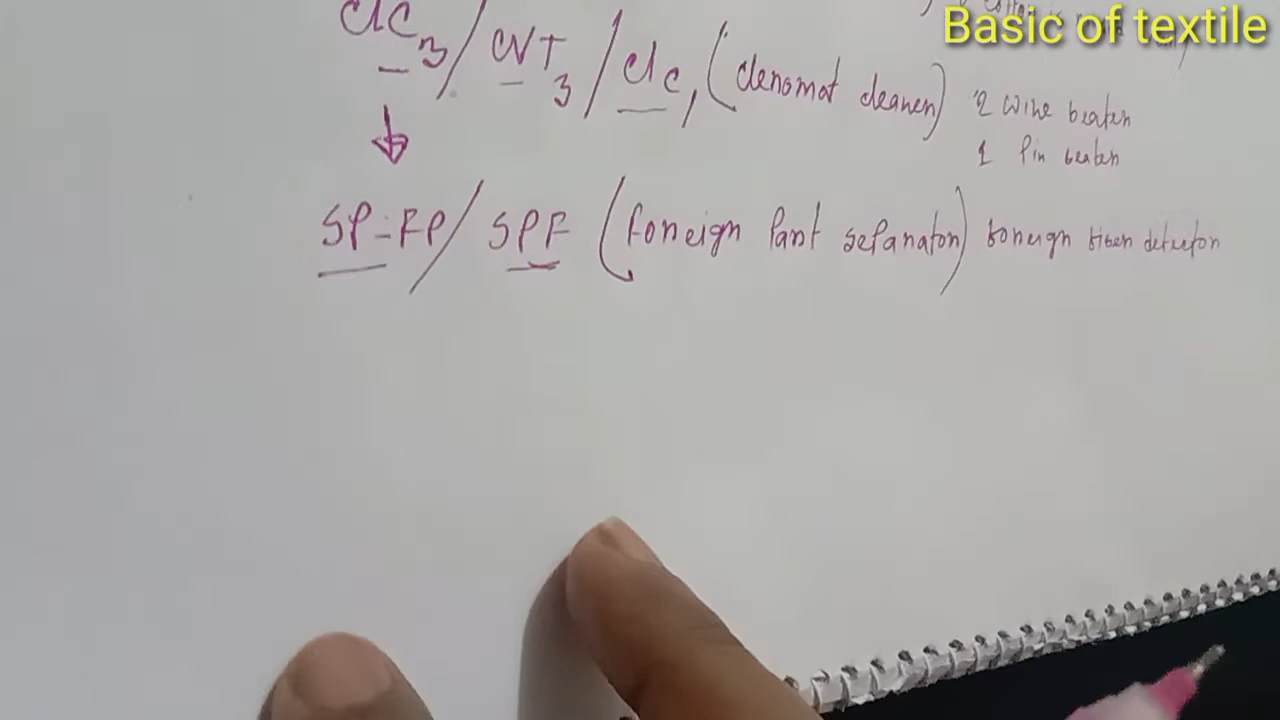 Basic of textile
ClC3 / CVT3 / ClC, (clenomat cleaner) 2 wire beater
1 Pin beater
SP-FP / SPF (foreign Part separator) foreign fiber detector